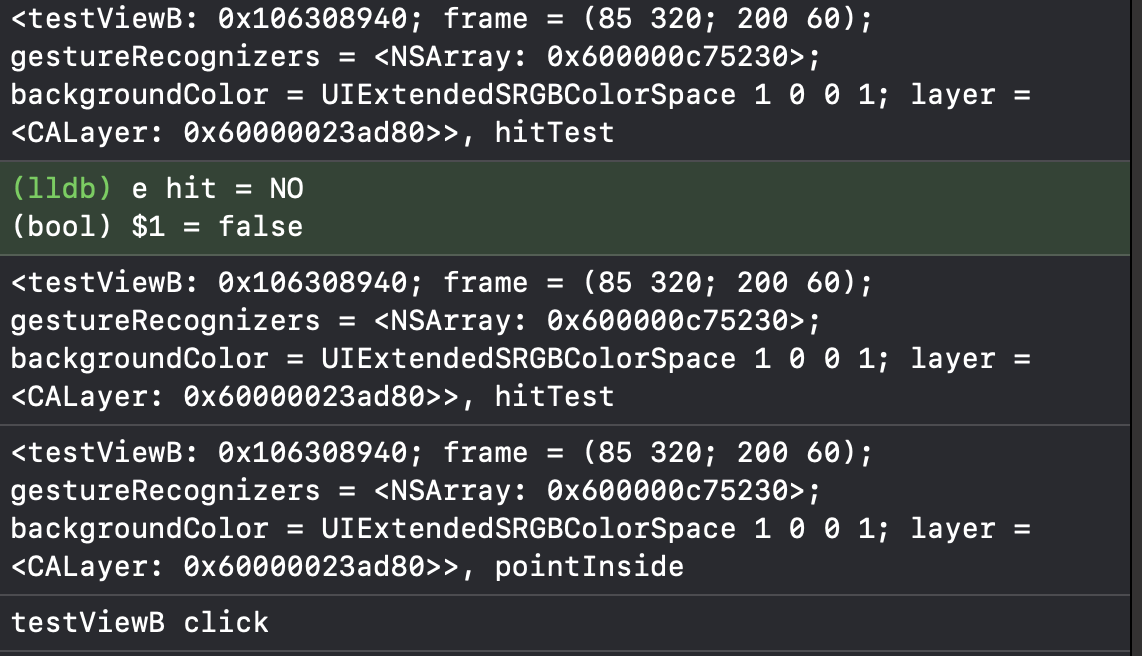 <testViewB: 0x106308940; frame = (85 320; 200 60);
gestureRecognizers = <NSArray: 0x600000c75230>;
backgroundColor = UIExtendedSRGBColorSpace 1 0 0 1; layer =
<CALayer: 0x60000023ad80>>, hitTest
(lldb) e hit = NO
(bool) $1 = false
<testViewB: 0x106308940; frame = (85 320; 200 60);
gestureRecognizers = <NSArray: 0x600000c75230>;
backgroundColor = UIExtendedSRGBColorSpace 1 0 0 1; layer =
<CALayer: 0x60000023ad80>>, hitTest
<testViewB: 0x106308940; frame = (85 320; 200 60);
gestureRecognizers = <NSArray: 0x600000c75230>;
backgroundColor = UIExtendedSRGBColorSpace 1 0 0 1; layer =
<CALayer: 0x60000023ad80>>, pointInside
testViewB click